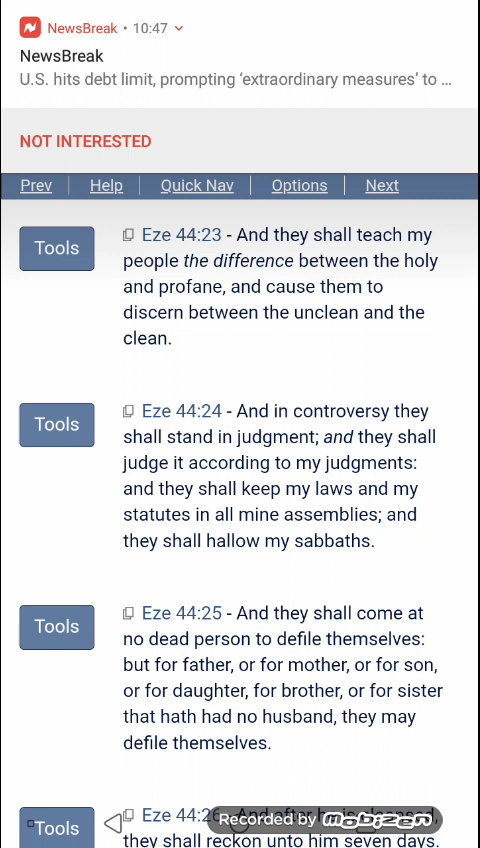 NewsBreak • 10:47
NewsBreak
U.S. hits debt limit, prompting ‘extraordinary measures’ to ...
NOT INTERESTED
Prev | Help | Quick Nav | Options | Next
Tools
Eze 44:23 - And they shall teach my
people the difference between the holy
and profane, and cause them to
discern between the unclean and the
clean.
Tools
Eze 44:24 - And in controversy they
shall stand in judgment; and they shall
judge it according to my judgments:
and they shall keep my laws and my
statutes in all mine assemblies; and
they shall hallow my sabbaths.
Tools
Eze 44:25 - And they shall come at
no dead person to defile themselves:
but for father, or for mother, or for son,
or for daughter, for brother, or for sister
that hath had no husband, they may
defile themselves.
Tools
Eze 44:26 - And after he is cleansed,
they shall reckon unto him seven days.
Recorded by mobizen